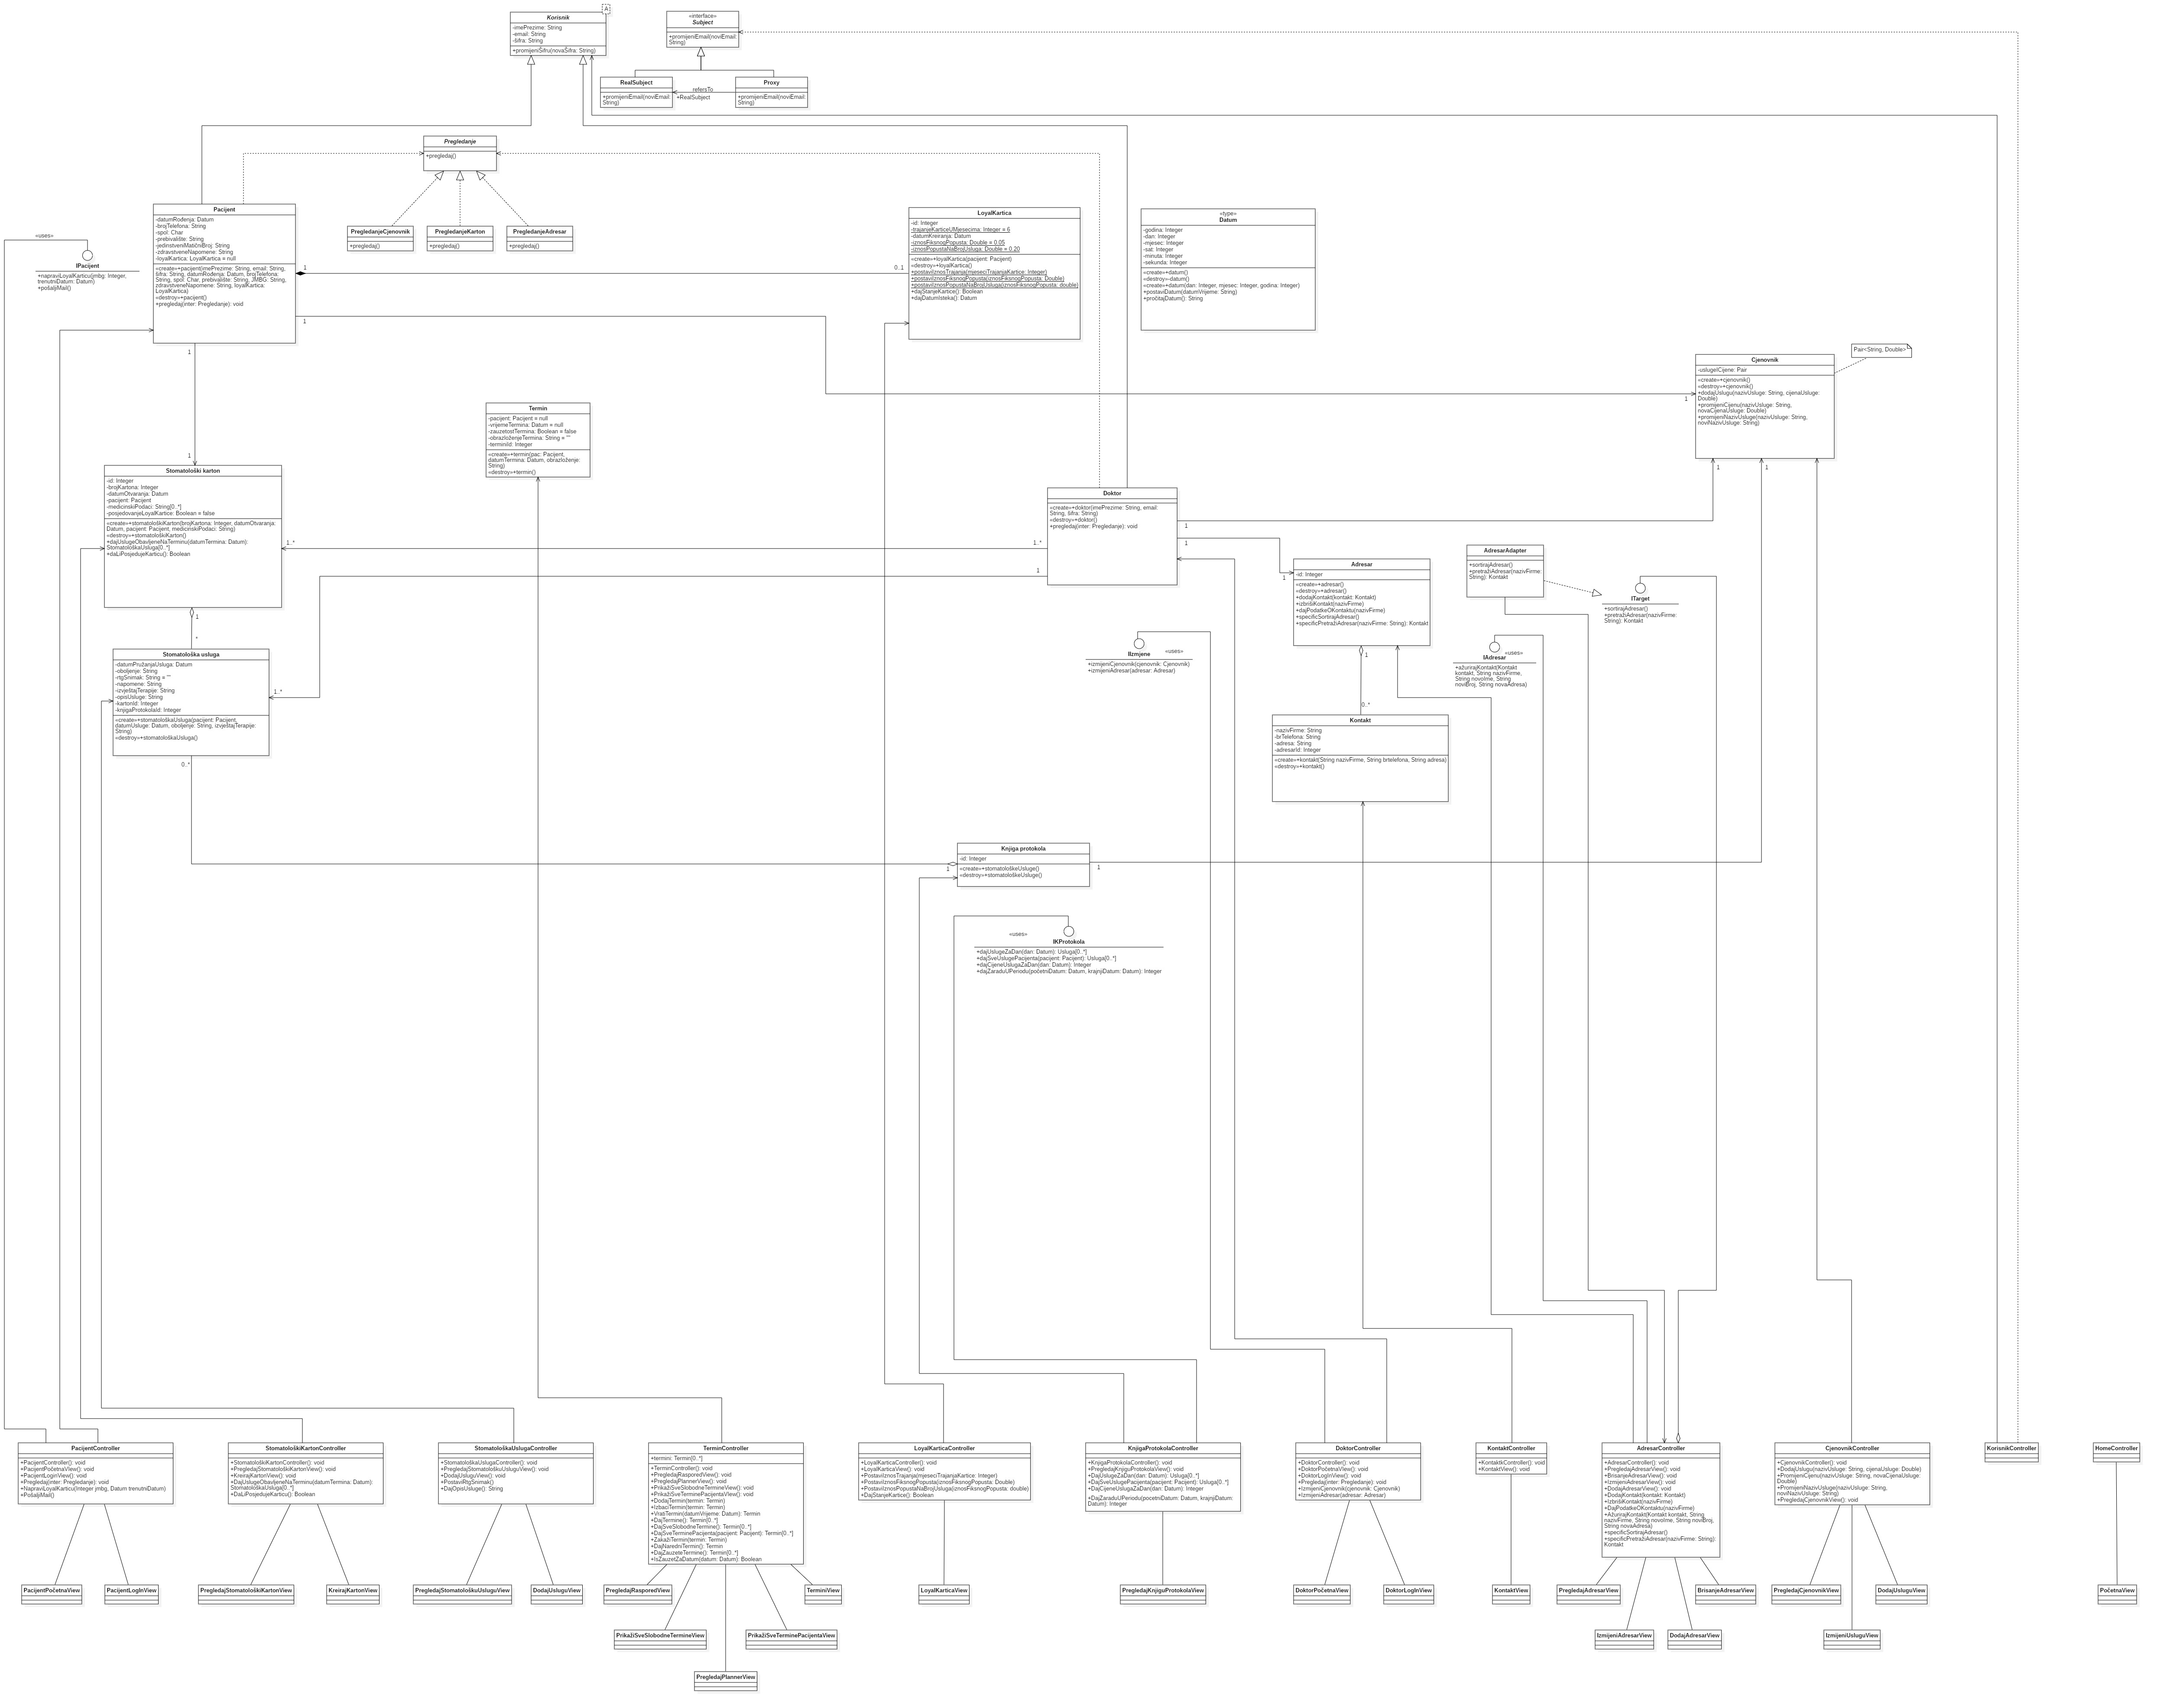 Korisnik
A
-imePrezime: String
-email: String
-šifra: String
+promijeniŠifru(novaŠifra: String)
«interface»
Subject
+promijeniEmail(noviEmail:
String)
RealSubject
+promijeniEmail(noviEmail:
String)
refersTo
+RealSubject
Proxy
+promijeniEmail(noviEmail:
String)
Pregledanje
+pregledaj()
PregledanjeCjenovnik
+pregledaj()
PregledanjeKarton
+pregledaj()
PregledanjeAdresar
+pregledaj()
«uses»
IPacijent
+napraviLoyalKarticu(jmbg: Integer,
trenutniDatum: Datum)
+pošaljiMail()
Pacijent
-datumRođenja: Datum
-brojTelefona: String
-spol: Char
-prebivalište: String
-jedinstveniMatičniBroj: String
-zdravstveneNapomene: String
-loyalKartica: LoyalKartica = null
«create»+pacijent(imePrezime: String, email: String,
šifra: String, datumRođenja: Datum, brojTelefona:
String, spol: Char, prebivalište: String, JMBG: String,
zdravstveneNapomene: String, loyalKartica:
LoyalKartica)
«destroy»+pacijent()
+pregledaj(inter: Pregledanje): void
1
0..1
1
1
1
1
LoyalKartica
-id: Integer
-trajanjeKarticeUMjesecima: Integer = 6
-datumKreiranja: Datum
-iznosFiksnogPopusta: Double = 0.05
-iznosPopustaNaBrojUsluga: Double = 0.20
«create»+loyalKartica(pacijent: Pacijent)
«destroy»+loyalKartica()
+postaviIznosTrajana(mjeseciTrajanjaKartice: Integer)
+postaviIznosFiksnogPopusta(iznosFiksnogPopusta: Double)
+postaviIznosPopustaNaBrojUsluga(iznosFiksnogPopusta: double)
+dajStanjeKartice(): Boolean
+dajDatumIsteka(): Datum
«type»
Datum
-godina: Integer
-dan: Integer
-mjesec: Integer
-sat: Integer
-minuta: Integer
-sekunda: Integer
«create»+datum()
«destroy»-datum()
«create»+datum(dan: Integer, mjesec: Integer, godina: Integer)
+postaviDatum(datumVrijeme: String)
+pročitajDatum(): String
Pair<String, Double>
Cjenovnik
-uslugeICijene: Pair
«create»+cjenovnik()
«destroy»+cjenovnik()
+dodajUslugu(nazivUsluge: String, cijenaUsluge:
Double)
+promijeniCijenu(nazivUsluge: String,
novaCijenaUsluge: Double)
+promijeniNazivUsluge(nazivUsluge: String,
noviNazivUsluge: String)
1
1
Termin
-pacijent: Pacijent = null
-vrijemeTermina: Datum = null
-zauzetostTermina: Boolean = false
-obrazloženjeTermina: String = ""
-terminId: Integer
«create»+termin(pac: Pacijent,
datumTermina: Datum, obrazloženje:
String)
«destroy»+termin()
Stomatološki karton
-id: Integer
-brojKartona: Integer
-datumOtvaranja: Datum
-pacijent: Pacijent
-medicinskiPodaci: String[0..*]
-posjedovanjeLoyalKartice: Boolean = false
«create»+stomatološkiKarton(brojKartona: Integer, datumOtvaranja:
Datum, pacijent: Pacijent, medicinskiPodaci: String)
«destroy»+stomatološkiKarton()
+dajUslugeObavljeneNaTerminu(datumTermina: Datum):
StomatološkaUsluga[0..*]
+daLiPosjedujeKarticu(): Boolean
1..*
1..*
1
1
*
Doktor
«create»+doktor(imePrezime: String, email:
String, šifra: String)
«destroy»+doktor()
+pregledaj(inter: Pregledanje): void
1
1
1
Adresar
-id: Integer
«create»+adresar()
«destroy»+adresar()
+dodajKontakt(kontakt: Kontakt)
+izbrišiKontakt(nazivFirme)
+dajPodatkeOKontaktu(nazivFirme)
+specificSortirajAdresar()
+specificPretražiAdresar(nazivFirme: String): Kontakt
1
0..*
AdresarAdapter
+sortirajAdresar()
+pretražiAdresar(nazivFirme:
String): Kontakt
ITarget
+sortirajAdresar()
+pretražiAdresar(nazivFirme:
String): Kontakt
IIzmjene
«uses»
+izmijeniCjenovnik(cjenovnik: Cjenovnik)
+izmijeniAdresar(adresar: Adresar)
IAdresar
«uses»
+ažurirajKontakt(Kontakt
kontakt, String nazivFirme,
String novoIme, String
noviBroj, String novaAdresa)
Stomatološka usluga
-datumPružanjaUsluga: Datum
-oboljenje: String
-rtgSnimak: String = ""
-napomene: String
-izvještajTerapije: String
-opisUsluge: String
-kartonId: Integer
-knjigaProtokolaId: Integer
«create»+stomatološkaUsluga(pacijent: Pacijent,
datumUsluge: Datum, oboljenje: String, izvještajTerapije:
String)
«destroy»+stomatološkaUsluga()
1..*
0..*
Kontakt
-nazivFirme: String
-brTelefona: String
-adresa: String
-adresarId: Integer
«create»+kontakt(String nazivFirme, String brtelefona, String adresa)
«destroy»+kontakt()
Knjiga protokola
-id: Integer
«create»+stomatološkeUsluge()
«destroy»+stomatološkeUsluge()
1
1
«uses»
IKProtokola
+dajUslugeZaDan(dan: Datum): Usluga[0..*]
+dajSveUslugePacijenta(pacijent: Pacijent): Usluga[0..*]
+dajCijeneUslugaZaDan(dan: Datum): Integer
+dajZaraduUPeriodu(početniDatum: Datum, krajnjiDatum: Datum): Integer
PacijentController
+PacijentController(): void
+PacijentPočetnaView(): void
+PacijentLoginView(): void
+Pregledaj(inter: Pregledanje): void
+NapraviLoyalKarticu(Integer jmbg, Datum trenutniDatum)
+PošaljiMail()
StomatološkiKartonController
+StomatološkiKartonController(): void
+PregledajStomatološkiKartonView(): void
+KreirajKartonView(): void
+DajUslugeObavljeneNaTerminu(datumTermina: Datum):
StomatološkaUsluga[0..*]
+DaLiPosjedujeKarticu(): Boolean
StomatološkaUslugaController
+StomatološkaUslugaController(): void
+PregledajStomatološkuUsluguView(): void
+DodajUsluguView(): void
+PostaviRtgSnimak()
+DajOpisUsluge(): String
TerminController
+termini: Termin[0..*]
+TerminController(): void
+PregledajRasporedView(): void
+PregledajPlannerView(): void
+PrikažiSveSlobodneTermineView(): void
+PrikažiSveTerminePacijentaView(): void
+DodajTermin(termin: Termin)
+IzbaciTermin(termin: Termin)
+VratiTermin(datumVrijeme: Datum): Termin
+DajTermine(): Termin[0..*]
+DajSveSlobodneTermine(): Termin[0..*]
+DajSveTerminePacijenta(pacijent: Pacijent): Termin[0..*]
+ZakažiTermin(termin: Termin)
+DajNaredniTermin(): Termin
+DajZauzeteTermine(): Termin[0..*]
+IsZauzetZaDatum(datum: Datum): Boolean
LoyalKarticaController
+LoyalKarticaController(): void
+LoyalKarticaView(): void
+PostaviIznosTrajanja(mjeseciTrajanjaKartice: Integer)
+PostaviIznosFiksnogPopusta(iznosFiksnogPopusta: Double)
+PostaviIznosPopustaNaBrojUsluga(iznosFiksnogPopusta: double)
+DajStanjeKartice(): Boolean
KnjigaProtokolaController
+KnjigaProtokolaController(): void
+PregledajKnjiguProtokolaView(): void
+DajUslugeZaDan(dan: Datum): Usluga[0..*]
+DajSveUslugePacijenta(pacijent: Pacijent): Usluga[0..*]
+DajCijeneUslugaZaDan(dan: Datum): Integer
+DajZaraduUPeriodu(pocetniDatum: Datum, krajnjiDatum:
Datum): Integer
DoktorController
+DoktorController(): void
+DoktorPočetnaView(): void
+DoktorLogInView(): void
+Pregledaj(inter: Pregledanje): void
+IzmijeniCjenovnik(cjenovnik: Cjenovnik)
+IzmijeniAdresar(adresar: Adresar)
KontaktController
+KontaktikController(): void
+KontaktView(): void
AdresarController
+AdresarController(): void
+PregledajAdresarView(): void
+BrisanjeAdresarView(): void
+IzmijeniAdresarView(): void
+DodajAdresarView(): void
+DodajKontakt(kontakt: Kontakt)
+IzbrišiKontakt(nazivFirme)
+DajPodatkeOKontaktu(nazivFirme)
+AžurirajKontakt(Kontakt kontakt, String
nazivFirme, String novoIme, String noviBroj,
String novaAdresa)
+specificSortirajAdresar()
+specificPretražiAdresar(nazivFirme: String):
Kontakt
CjenovnikController
+CjenovnikController(): void
+DodajUslugu(nazivUsluge: String, cijenaUsluge: Double)
+PromijeniCijenu(nazivUsluge: String, novaCijenaUsluge:
Double)
+PromijeniNazivUsluge(nazivUsluge: String,
noviNazivUsluge: String)
+PregledajCjenovnikView(): void
KorisnikController
HomeController
PacijentPočetnaView
PacijentLogInView
PregledajStomatološkiKartonView
KreirajKartonView
PregledajStomatološkuUsluguView
DodajUsluguView
PregledajRasporedView
TerminiView
LoyalKarticaView
PregledajKnjiguProtokolaView
DoktorPočetnaView
DoktorLogInView
KontaktView
PregledajAdresarView
BrisanjeAdresarView
PregledajCjenovnikView
DodajUsluguView
PočetnaView
PrikažiSveSlobodneTermineView
PrikažiSveTerminePacijentaView
IzmijeniAdresarView
DodajAdresarView
IzmijeniUsluguView
PregledajPlannerView